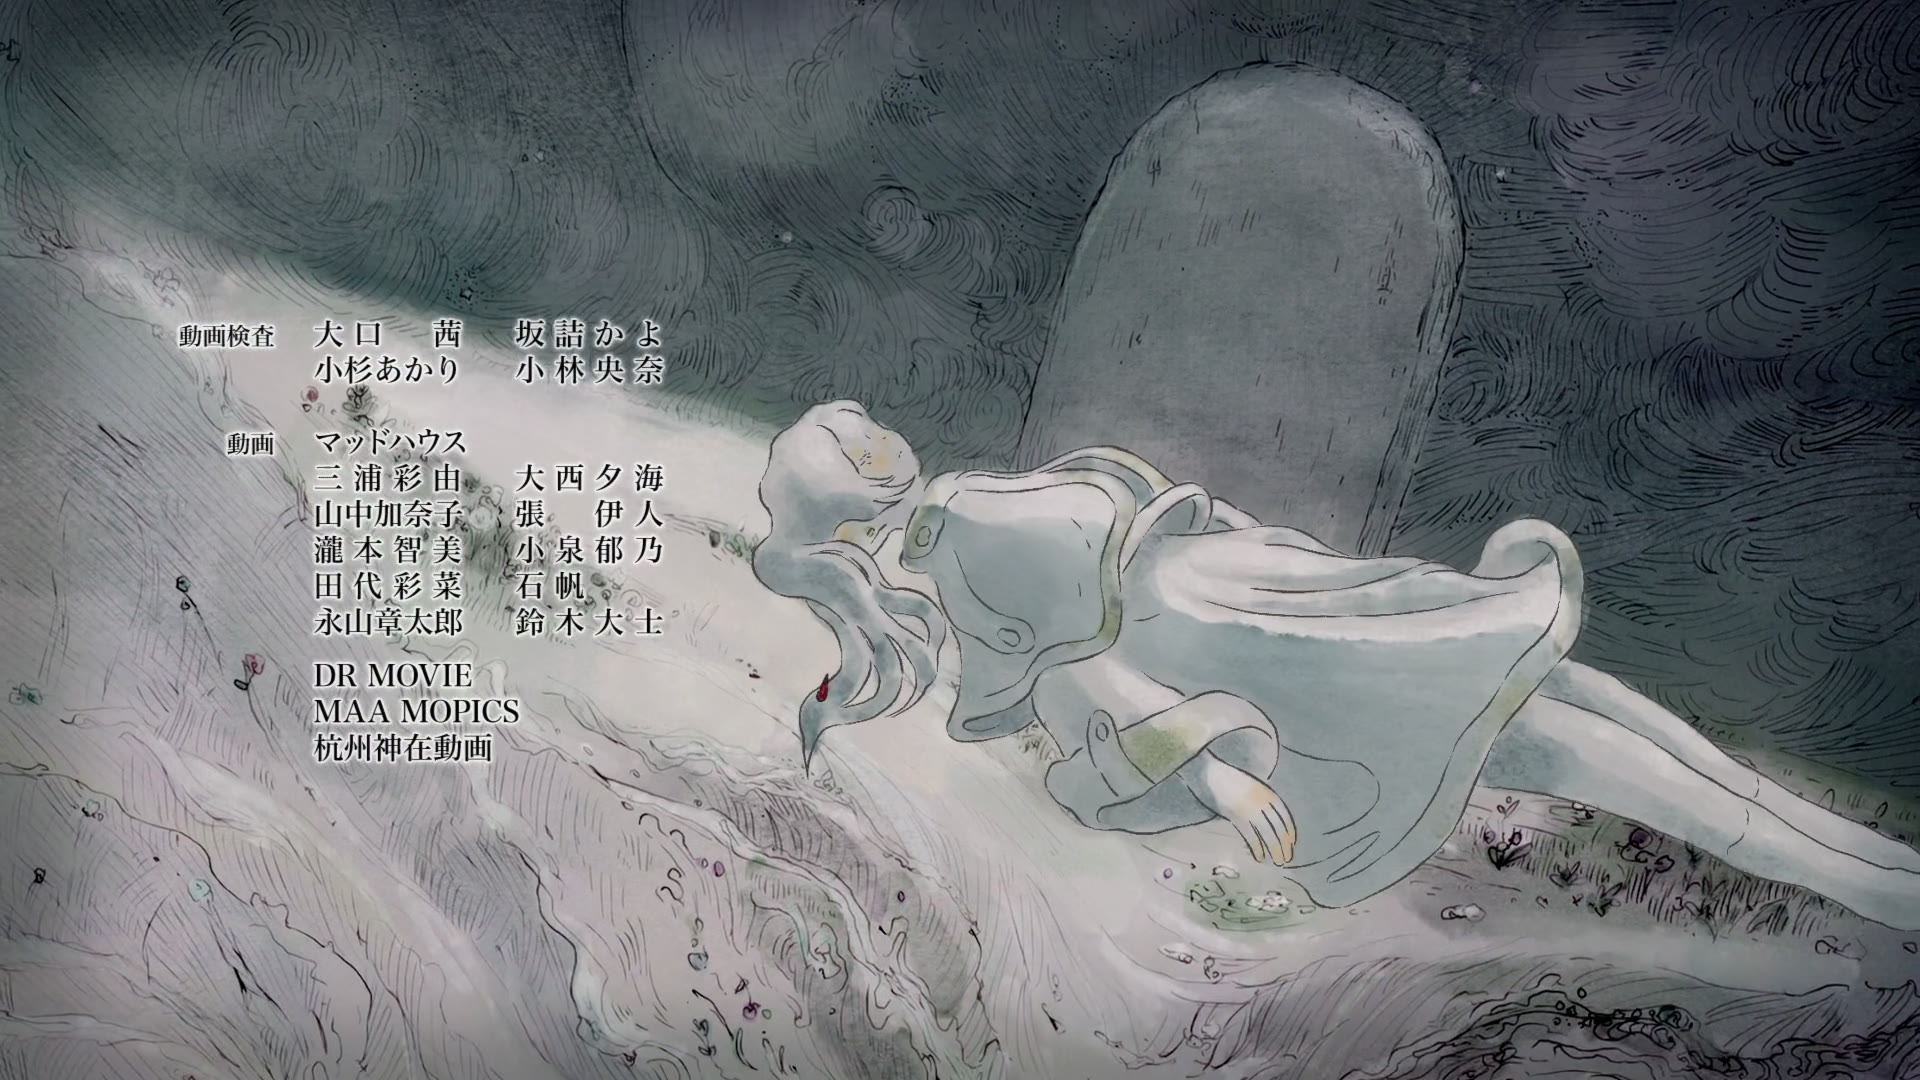 動画検査 大口 茜 坂詰かよ
小杉あかり 小林央奈
動画 マッドハウス
三浦彩由 大西夕海
山中加奈子 張 伊人
瀧本智美 小泉郁乃
田代彩菜 石帆
永山章太郎 鈴木大士
DR MOVIE
MAA MOPICS
杭州神在動画